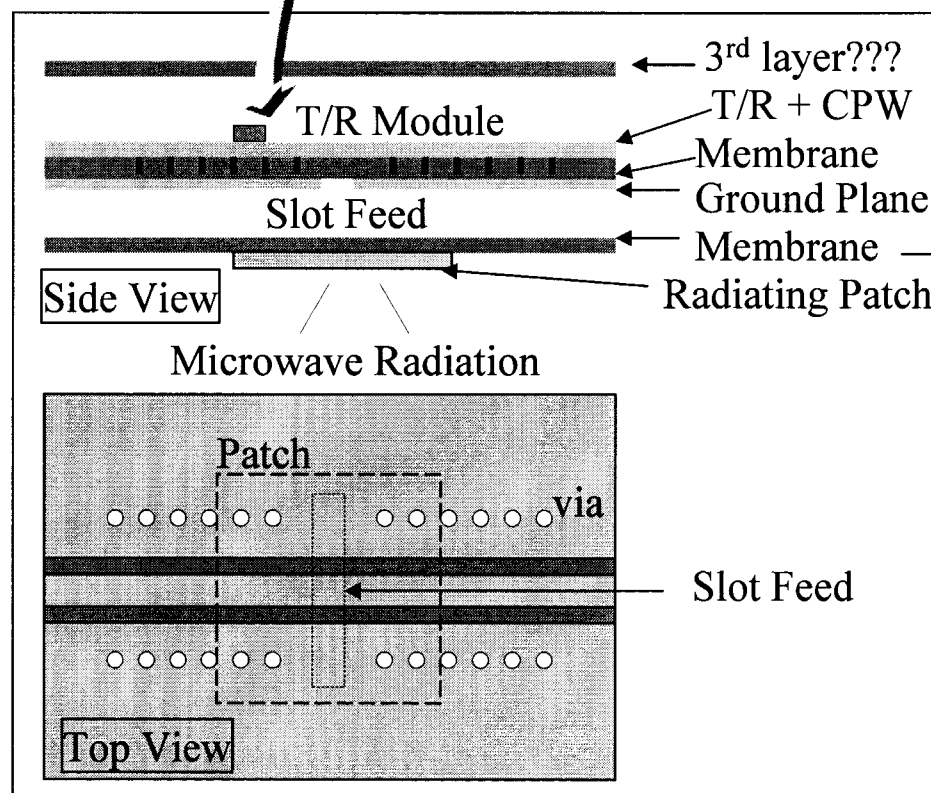 3rd layer???
T/R + CPW
T/R Module
Membrane
Ground Plane
Slot Feed
Membrane
Side View
Radiating Patch
Microwave Radiation
Patch
via
Slot Feed
Top View